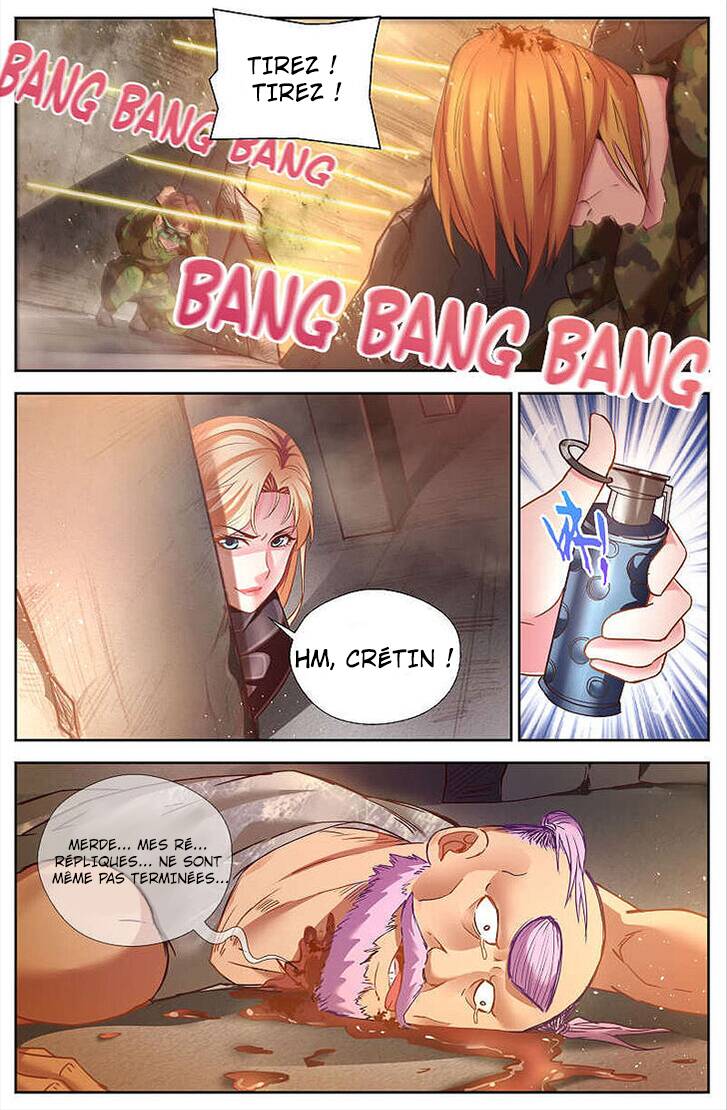 TIREZ !
TIREZ !
BANG BANG BANG
BANG BANG BANG
HM, CRÉTIN !
MERDE... MES RÉ...
RÉPLIQUES... NE SONT
MÊME PAS TERMINÉES...